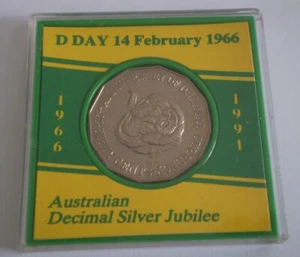 D DAY 14 February 1966
1966
1991
Australian
Decimal Silver Jubilee